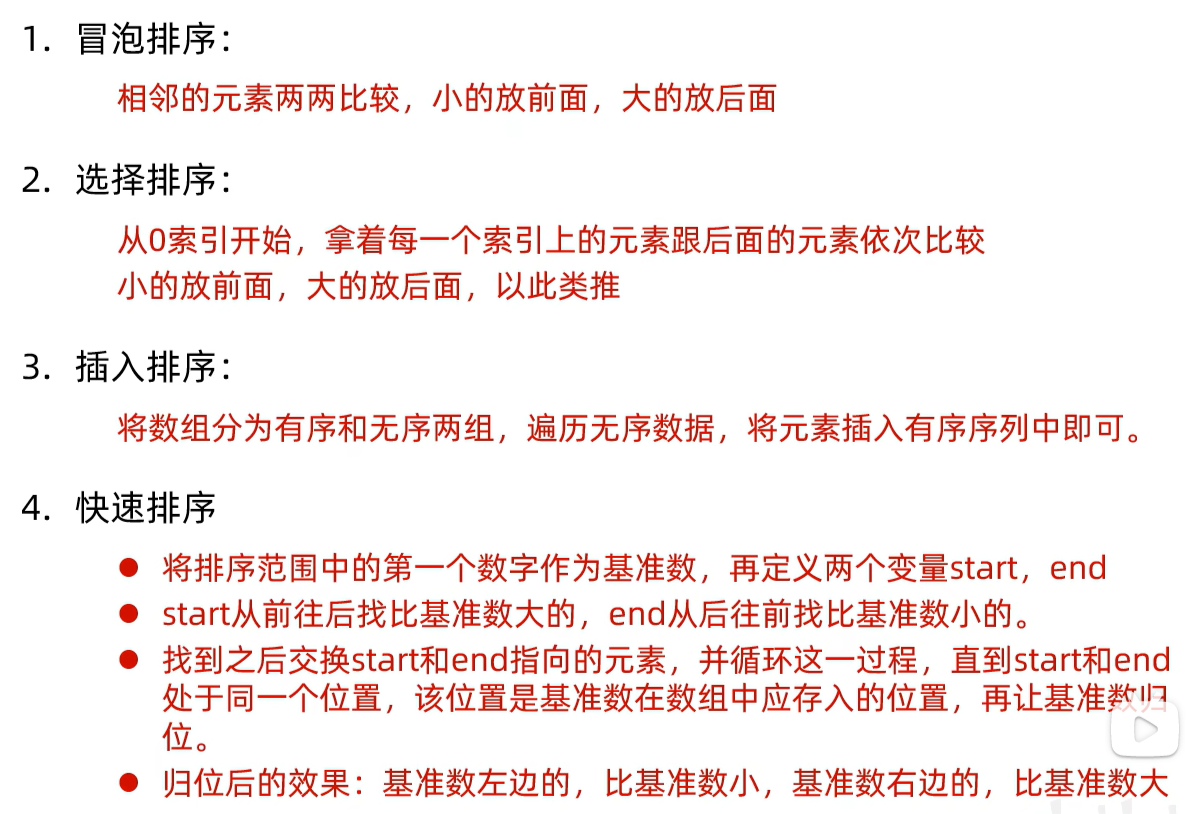 1. 冒泡排序：
相邻的元素两两比较，小的放前面，大的放后面
2. 选择排序：
从0索引开始，拿着每一个索引上的元素跟后面的元素依次比较
小的放前面，大的放后面，以此类推
3. 插入排序：
将数组分为有序和无序两组，遍历无序数据，将元素插入有序序列中即可。
4. 快速排序
● 将排序范围中的第一个数字作为基准数，再定义两个变量start，end
● start从前往后找比基准数大的，end从后往前找比基准数小的。
● 找到之后交换start和end指向的元素，并循环这一过程，直到start和end
处于同一个位置，该位置是基准数在数组中应存入的位置，再让基准数归
位。
● 归位后的效果：基准数左边的，比基准数小，基准数右边的，比基准数大